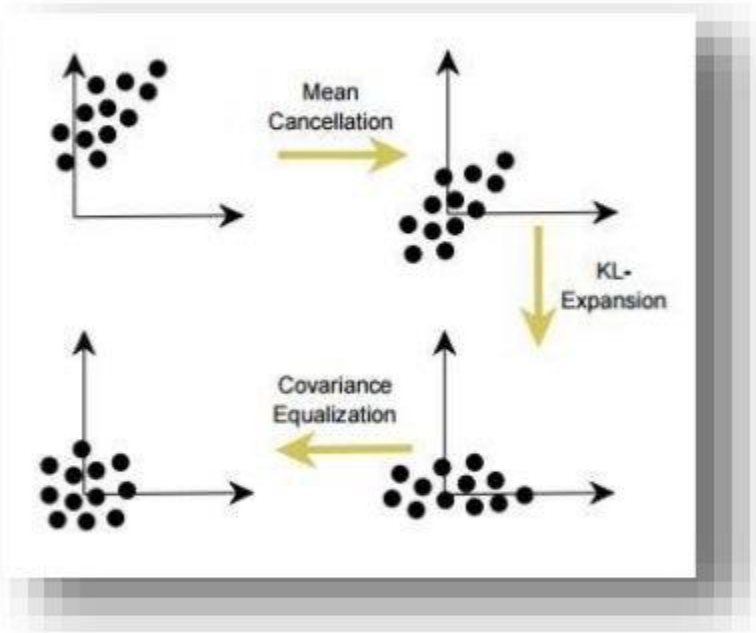 Mean
Cancellation
KL-
Expansion
Covariance
Equalization